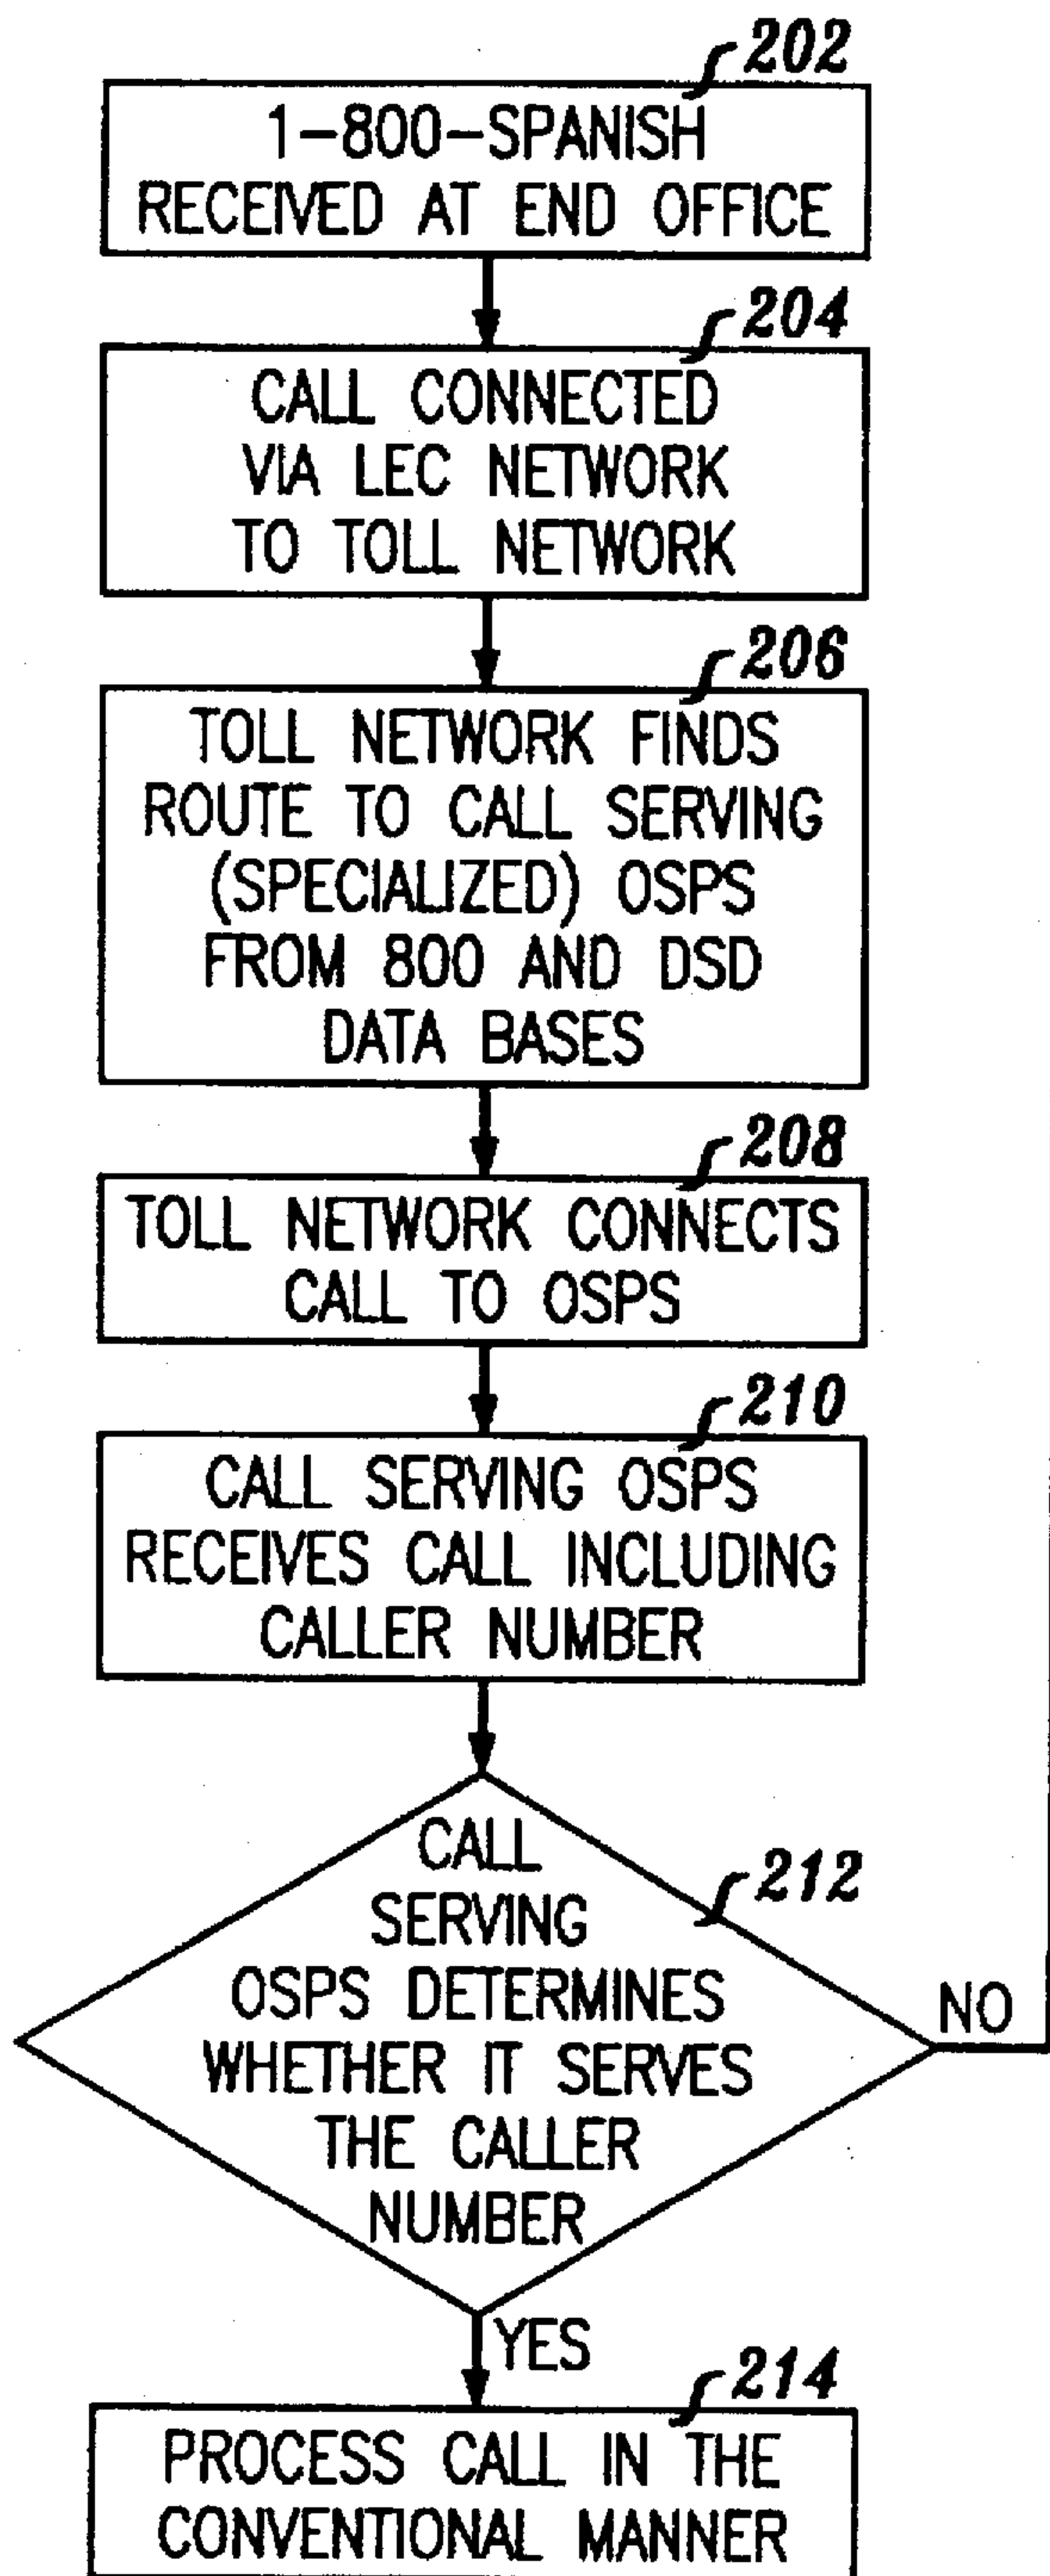 202
1-800-SPANISH
RECEIVED AT END OFFICE
204
CALL CONNECTED
VIA LEC NETWORK
TO TOLL NETWORK
206
TOLL NETWORK FINDS
ROUTE TO CALL SERVING
(SPECIALIZED) OSPS
FROM 800 AND DSD
DATA BASES
208
TOLL NETWORK CONNECTS
CALL TO OSPS
210
CALL SERVING OSPS
RECEIVES CALL INCLUDING
CALLER NUMBER
212
CALL
SERVING
OSPS DETERMINES
WHETHER IT SERVES
THE CALLER
NUMBER
NO
YES
214
PROCESS CALL IN THE
CONVENTIONAL MANNER